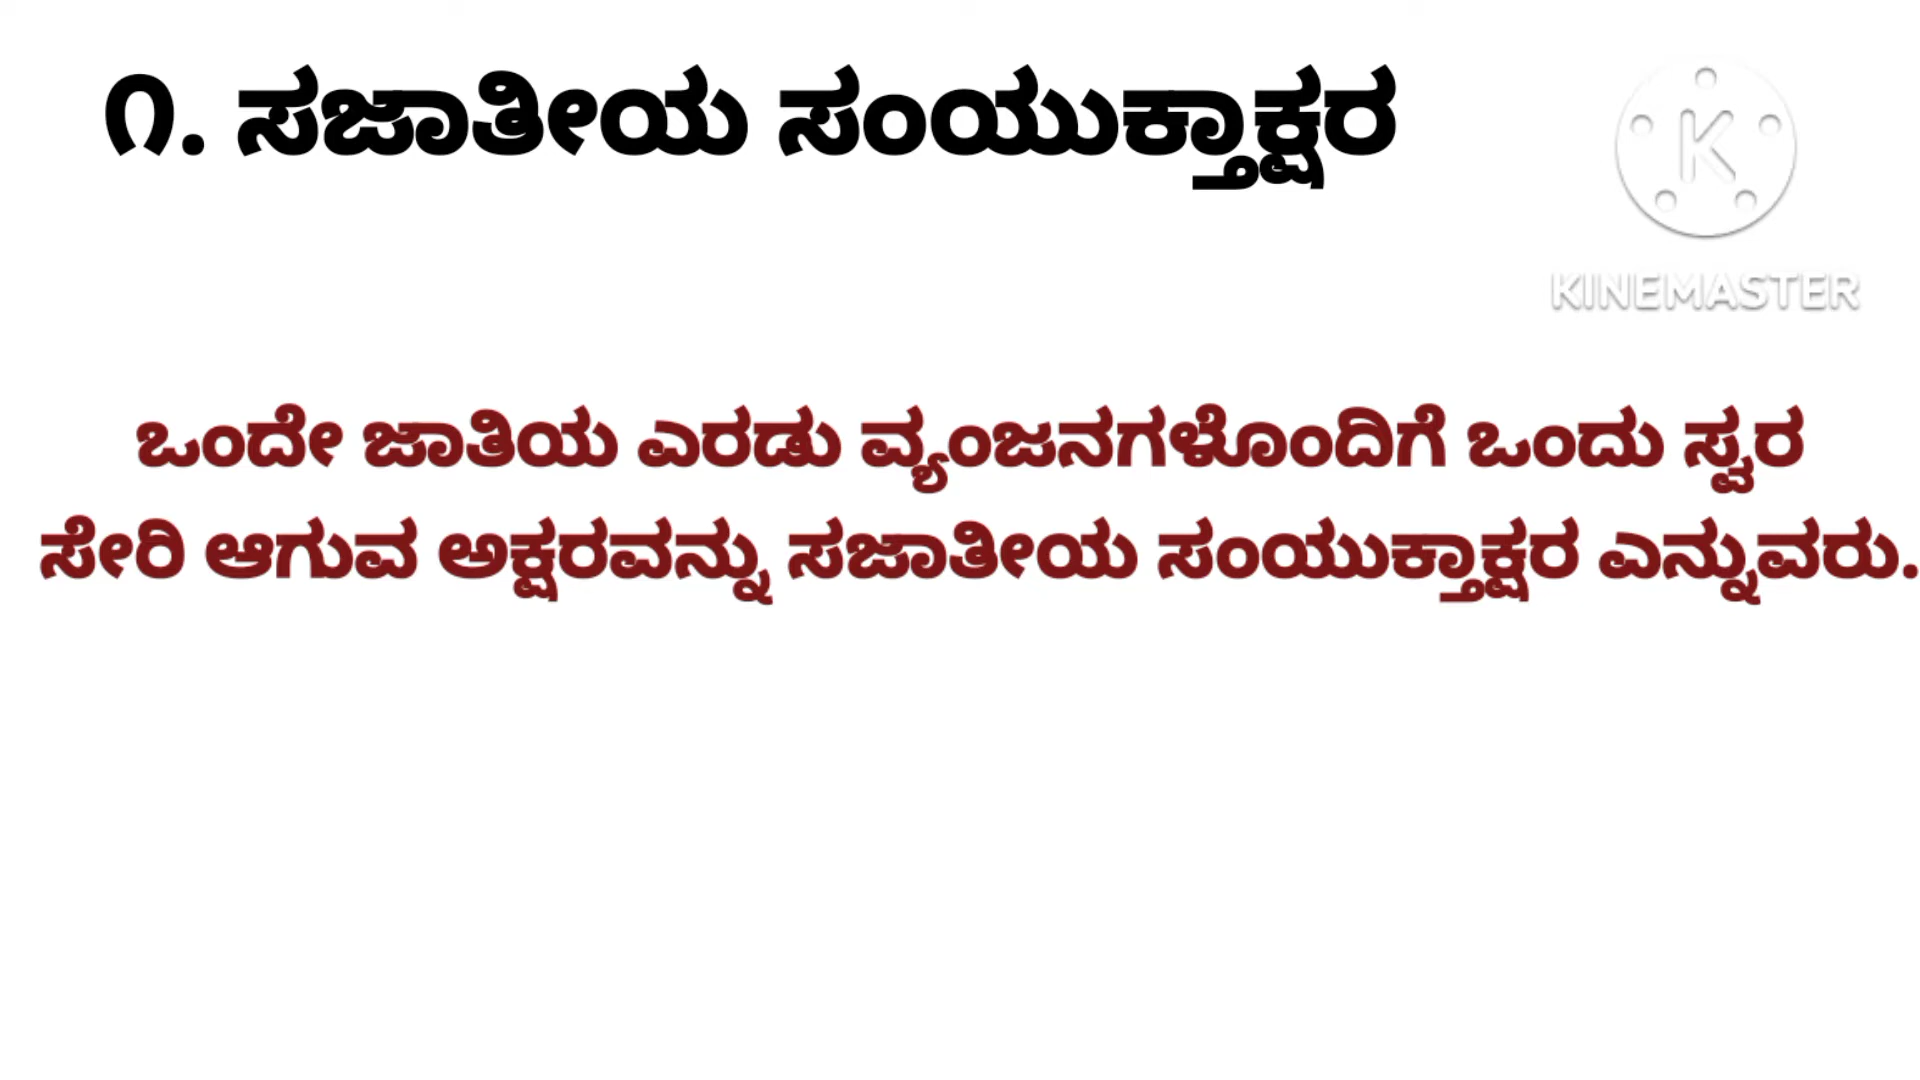 ೧. ಸಜಾತೀಯ ಸಂಯುಕ್ತಾಕ್ಷರ
KINEMASTER
ಒಂದೇ ಜಾತಿಯ ಎರಡು ವ್ಯಂಜನಗಳೊಂದಿಗೆ ಒಂದು ಸ್ವರ
ಸೇರಿ ಆಗುವ ಅಕ್ಷರವನ್ನು ಸಜಾತೀಯ ಸಂಯುಕ್ತಾಕ್ಷರ ಎನ್ನುವರು.